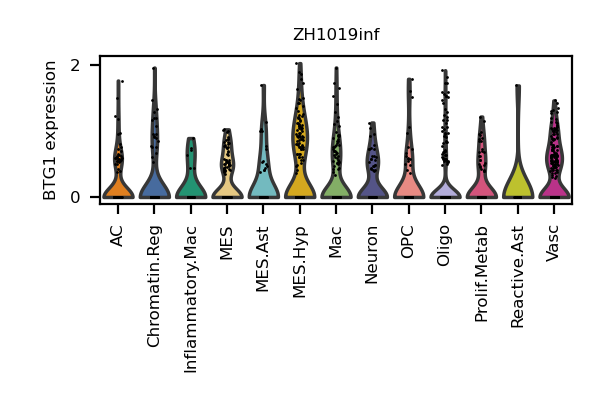 ZH1019inf
BTG1 expression
2
0
AC
Chromatin.Reg
Inflammatory.Mac
MES
MES.Ast
MES.Hyp
Mac
Neuron
OPC
Oligo
Prolif.Metab
Reactive.Ast
Vasc